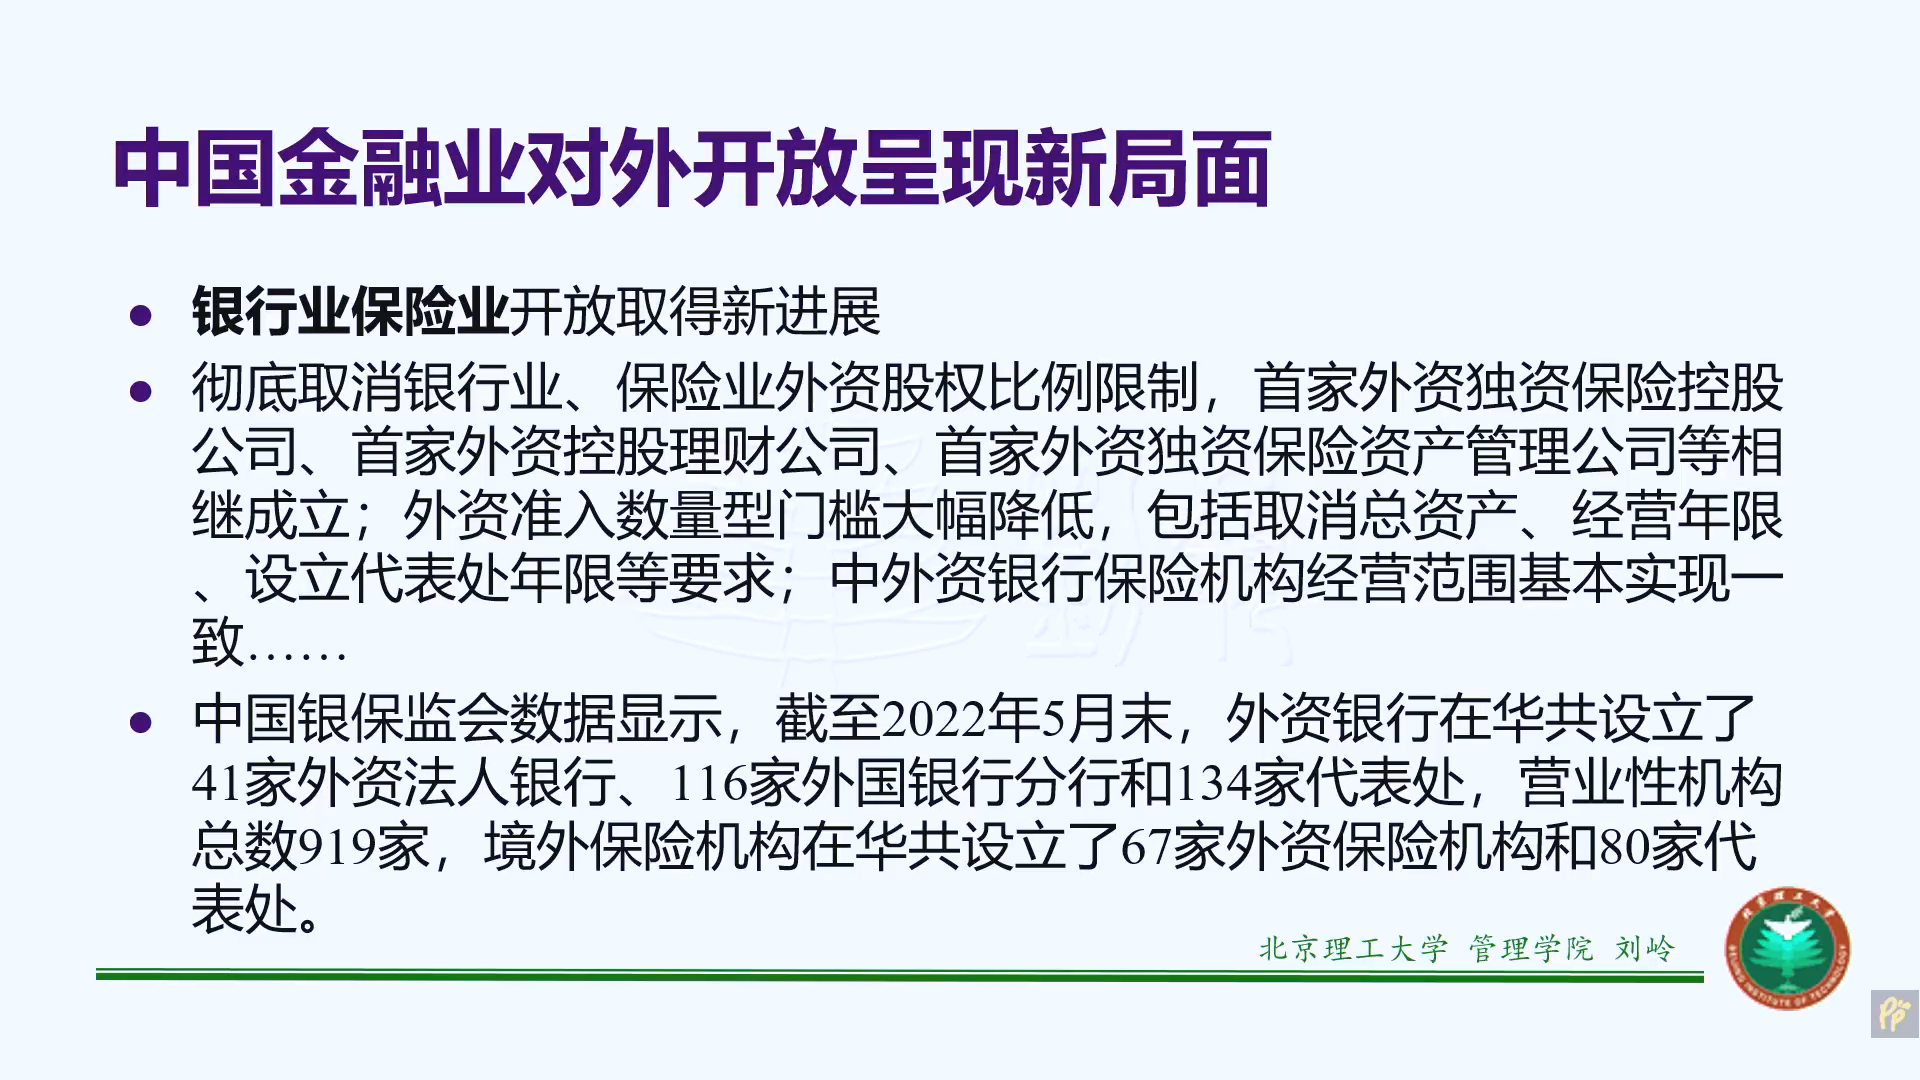 中国金融业对外开放呈现新局面
银行业保险业开放取得新进展
彻底取消银行业、保险业外资股权比例限制，首家外资独资保险控股
公司、首家外资控股理财公司、首家外资独资保险资产管理公司等相
继成立；外资准入数量型门槛大幅降低，包括取消总资产、经营年限
、设立代表处年限等要求；中外资银行保险机构经营范围基本实现一
致……
中国银保监会数据显示，截至2022年5月末，外资银行在华共设立了
41家外资法人银行、116家外国银行分行和134家代表处，营业性机构
总数919家，境外保险机构在华共设立了67家外资保险机构和80家代
表处。
北京理工大学 管理学院 刘岭
北京理工大学
BEIJING INSTITUTE OF TECHNOLOGY